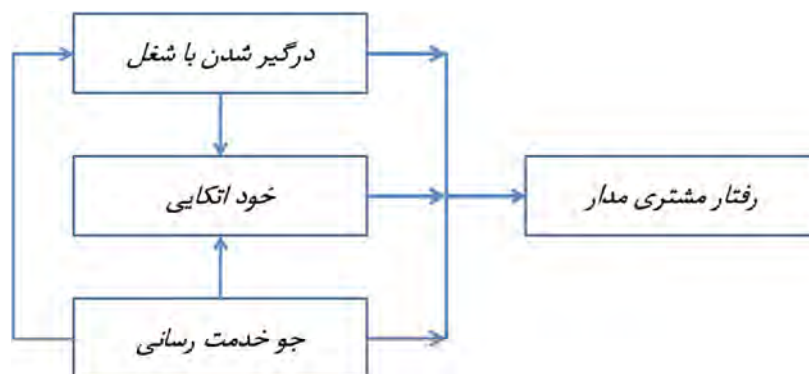 درگیر شدن با شغل
خود اتکایی
رفتار مشتری مدار
جو خدمت رسانی